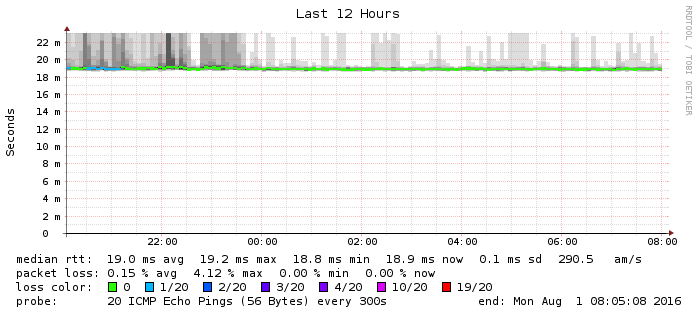 Last 12 Hours
RRDTOOL / TOBI OETIKER
Seconds
22 m
20 m
18 m
16 m
14 m
12 m
10 m
8 m
6 m
4 m
2 m
0
22:00 00:00 02:00 04:00 06:00 08:00
median rtt: 19.0 ms avg 19.2 ms max 18.8 ms min 18.9 ms now 0.1 ms sd 290.5 am/s
packet loss: 0.15 % avg 4.12 % max 0.00 % min 0.00 % now
loss color: 0 1/20 2/20 3/20 4/20 10/20 19/20
probe: 20 ICMP Echo Pings (56 Bytes) every 300s end: Mon Aug 1 08:05:08 2016